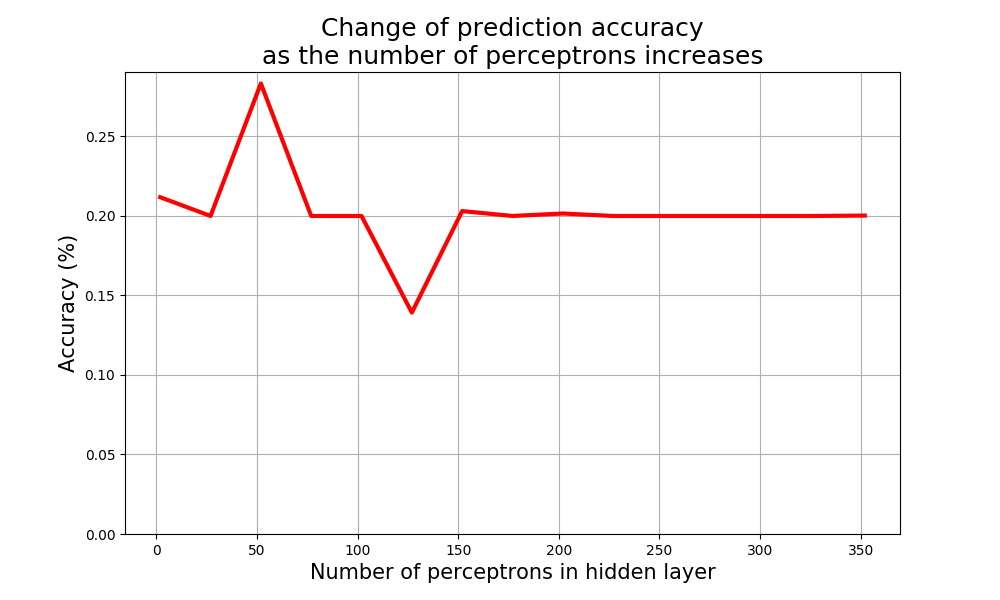 Change of prediction accuracy
as the number of perceptrons increases
Accuracy (%)
0.25
0.20
0.15
0.10
0.05
0.00
0 50 100 150 200 250 300 350
Number of perceptrons in hidden layer